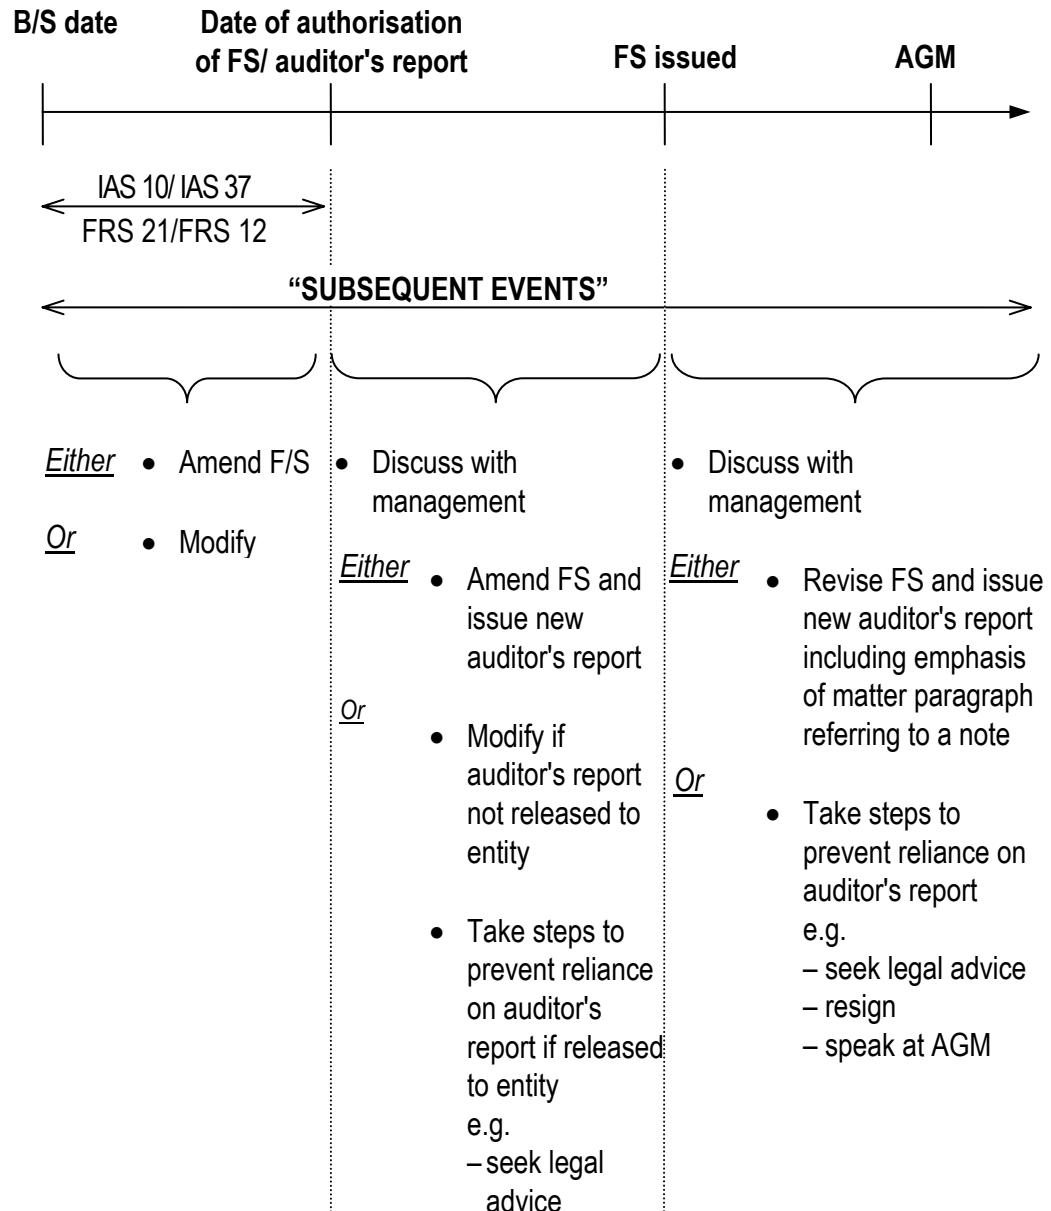 B/S date
Date of authorisation
of FS/ auditor's report
FS issued
AGM
IAS 10/ IAS 37
FRS 21/FRS 12
“SUBSEQUENT EVENTS”
Either • Amend F/S
Or • Modify
• Discuss with
management
Either • Amend FS and
issue new
auditor's report
Or
• Modify if
auditor's report
not released to
entity
• Take steps to
prevent reliance
on auditor's
report if released
to entity
e.g.
– seek legal
advice
• Discuss with
management
Either • Revise FS and issue
new auditor's report
including emphasis
of matter paragraph
referring to a note
Or
• Take steps to
prevent reliance on
auditor's report
e.g.
– seek legal advice
– resign
– speak at AGM